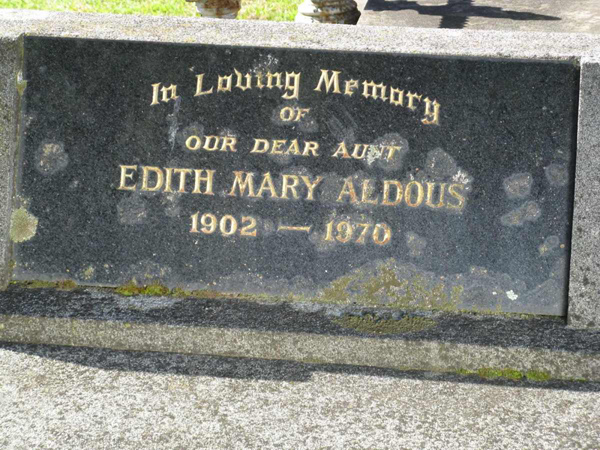 In Loving Memory
OF
OUR DEAR AUNT
EDITH MARY ALDOUS
1902 — 1970